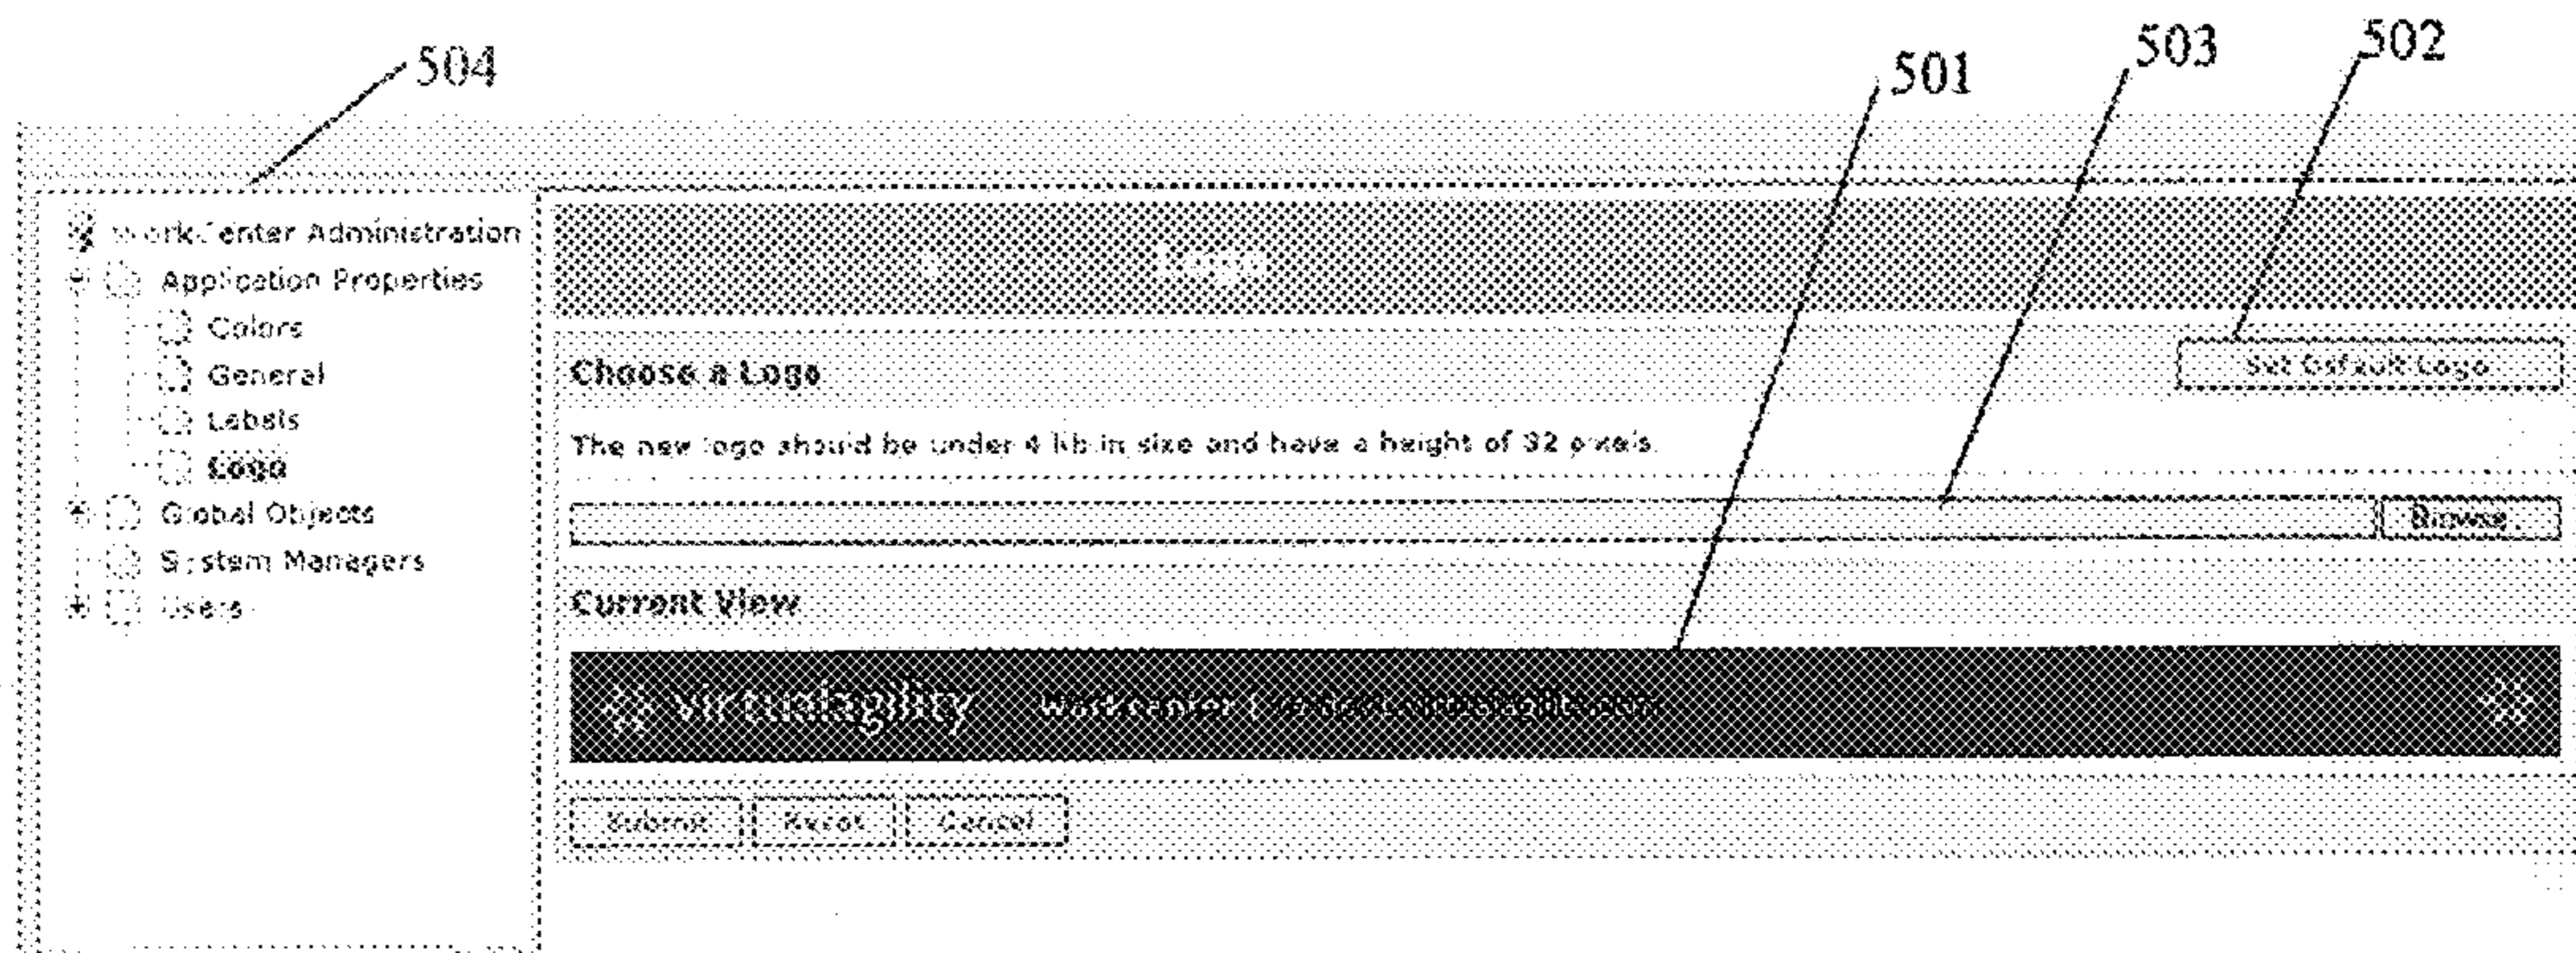 504
501
503
502
WorkCenter Administration
Application Properties
Colors
General
Labels
Logo
Global Objects
System Managers
Users
Logo
Choose a Logo
Set Default Logo
The new logo should be under 4 kb in size and have a height of 32 pixels.
Browse
Current View
virtualagility Workcenter |
Submit Reset Cancel